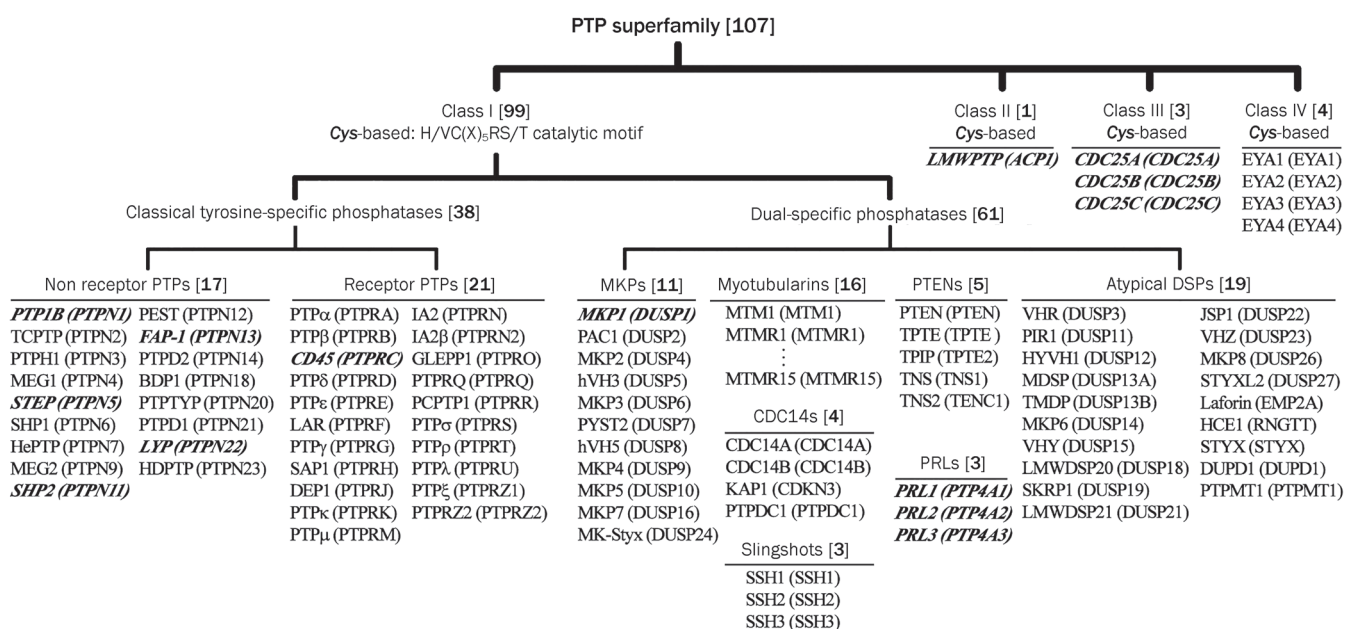 PTP superfamily [107]
Class I [99]
Cys-based: H/VC(X)₅RS/T catalytic motif
Class II [1]
Cys-based
LMWPTP (ACP1)
Class III [3]
Cys-based
CDC25A (CDC25A)
CDC25B (CDC25B)
CDC25C (CDC25C)
Class IV [4]
Cys-based
EYA1 (EYA1)
EYA2 (EYA2)
EYA3 (EYA3)
EYA4 (EYA4)
Classical tyrosine-specific phosphatases [38]
Dual-specific phosphatases [61]
Non receptor PTPs [17]
PTP1B (PTPN1)
TCPTP (PTPN2)
PTPH1 (PTPN3)
MEG1 (PTPN4)
STEP (PTPN5)
SHP1 (PTPN6)
HePTP (PTPN7)
MEG2 (PTPN9)
SHP2 (PTPN11)
PEST (PTPN12)
FAP-1 (PTPN13)
PTPD2 (PTPN14)
BDP1 (PTPN18)
PTPTYP (PTPN20)
PTPD1 (PTPN21)
LYP (PTPN22)
HDPTP (PTPN23)
Receptor PTPs [21]
PTPα (PTPRA)
PTPβ (PTPRB)
CD45 (PTPRC)
PTPδ (PTPRD)
PTPε (PTPRE)
LAR (PTPRF)
PTPγ (PTPRG)
SAP1 (PTPRH)
DEP1 (PTPRJ)
PTPκ (PTPRK)
PTPμ (PTPRM)
IA2 (PTPRN)
IA2β (PTPRN2)
GLEPP1 (PTPRO)
PTPRQ (PTPRQ)
PCPTP1 (PTPRR)
PTPσ (PTPRS)
PTPρ (PTPRT)
PTPλ (PTPRU)
PTPξ (PTPRZ1)
PTPRZ2 (PTPRZ2)
MKPs [11]
MKP1 (DUSP1)
PAC1 (DUSP2)
MKP2 (DUSP4)
hVH3 (DUSP5)
MKP3 (DUSP6)
PYST2 (DUSP7)
hVH5 (DUSP8)
MKP4 (DUSP9)
MKP5 (DUSP10)
MKP7 (DUSP16)
MK-Styx (DUSP24)
Myotubularins [16]
MTM1 (MTM1)
MTMR1 (MTMR1)
⋮
MTMR15 (MTMR15)
CDC14s [4]
CDC14A (CDC14A)
CDC14B (CDC14B)
KAP1 (CDKN3)
PTPDC1 (PTPDC1)
Slingshots [3]
SSH1 (SSH1)
SSH2 (SSH2)
SSH3 (SSH3)
PTENs [5]
PTEN (PTEN)
TPTE (TPTE )
TPIP (TPTE2)
TNS (TNS1)
TNS2 (TENC1)
PRLs [3]
PRL1 (PTP4A1)
PRL2 (PTP4A2)
PRL3 (PTP4A3)
Atypical DSPs [19]
VHR (DUSP3)
PIR1 (DUSP11)
HYVH1 (DUSP12)
MDSP (DUSP13A)
TMDP (DUSP13B)
MKP6 (DUSP14)
VHY (DUSP15)
LMWDSP20 (DUSP18)
SKRP1 (DUSP19)
LMWDSP21 (DUSP21)
JSP1 (DUSP22)
VHZ (DUSP23)
MKP8 (DUSP26)
STYXL2 (DUSP27)
Laforin (EMP2A)
HCE1 (RNGTT)
STYX (STYX)
DUPD1 (DUPD1)
PTPMT1 (PTPMT1)